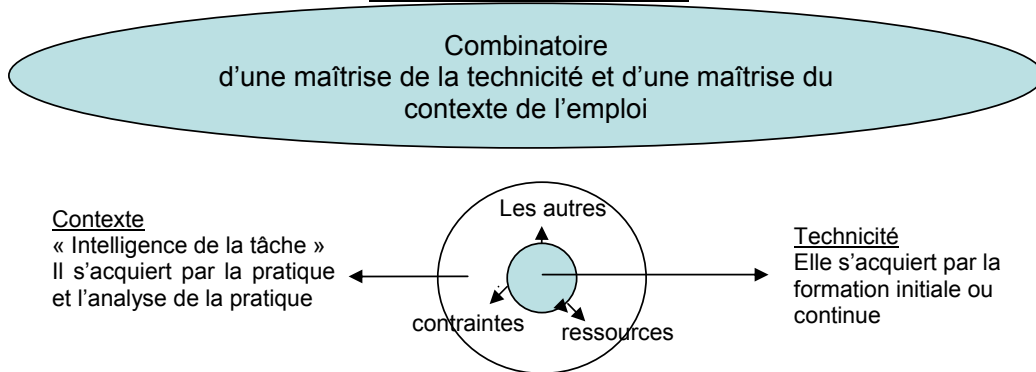 Combinatoire
d’une maîtrise de la technicité et d’une maîtrise du
contexte de l’emploi
Contexte
« Intelligence de la tâche »
Il s’acquiert par la pratique
et l’analyse de la pratique
Les autres
contraintes
ressources
Technicité
Elle s’acquiert par la
formation initiale ou
continue